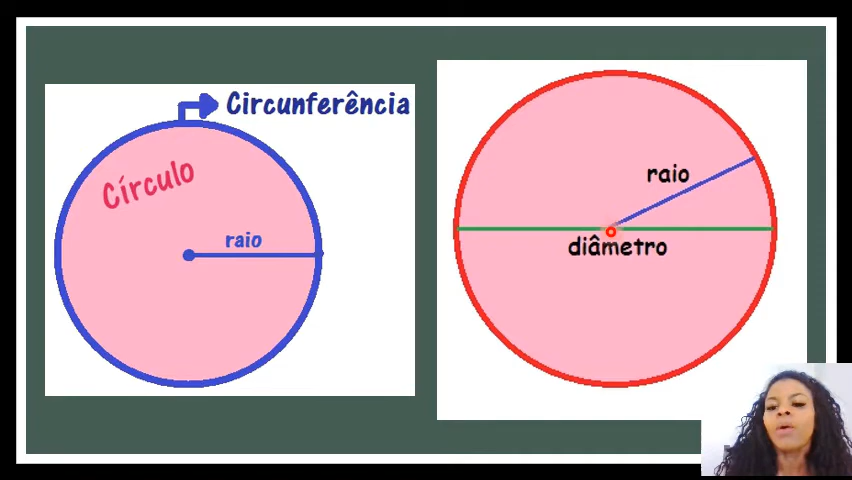 Circunferência
Círculo
raio
raio
diâmetro